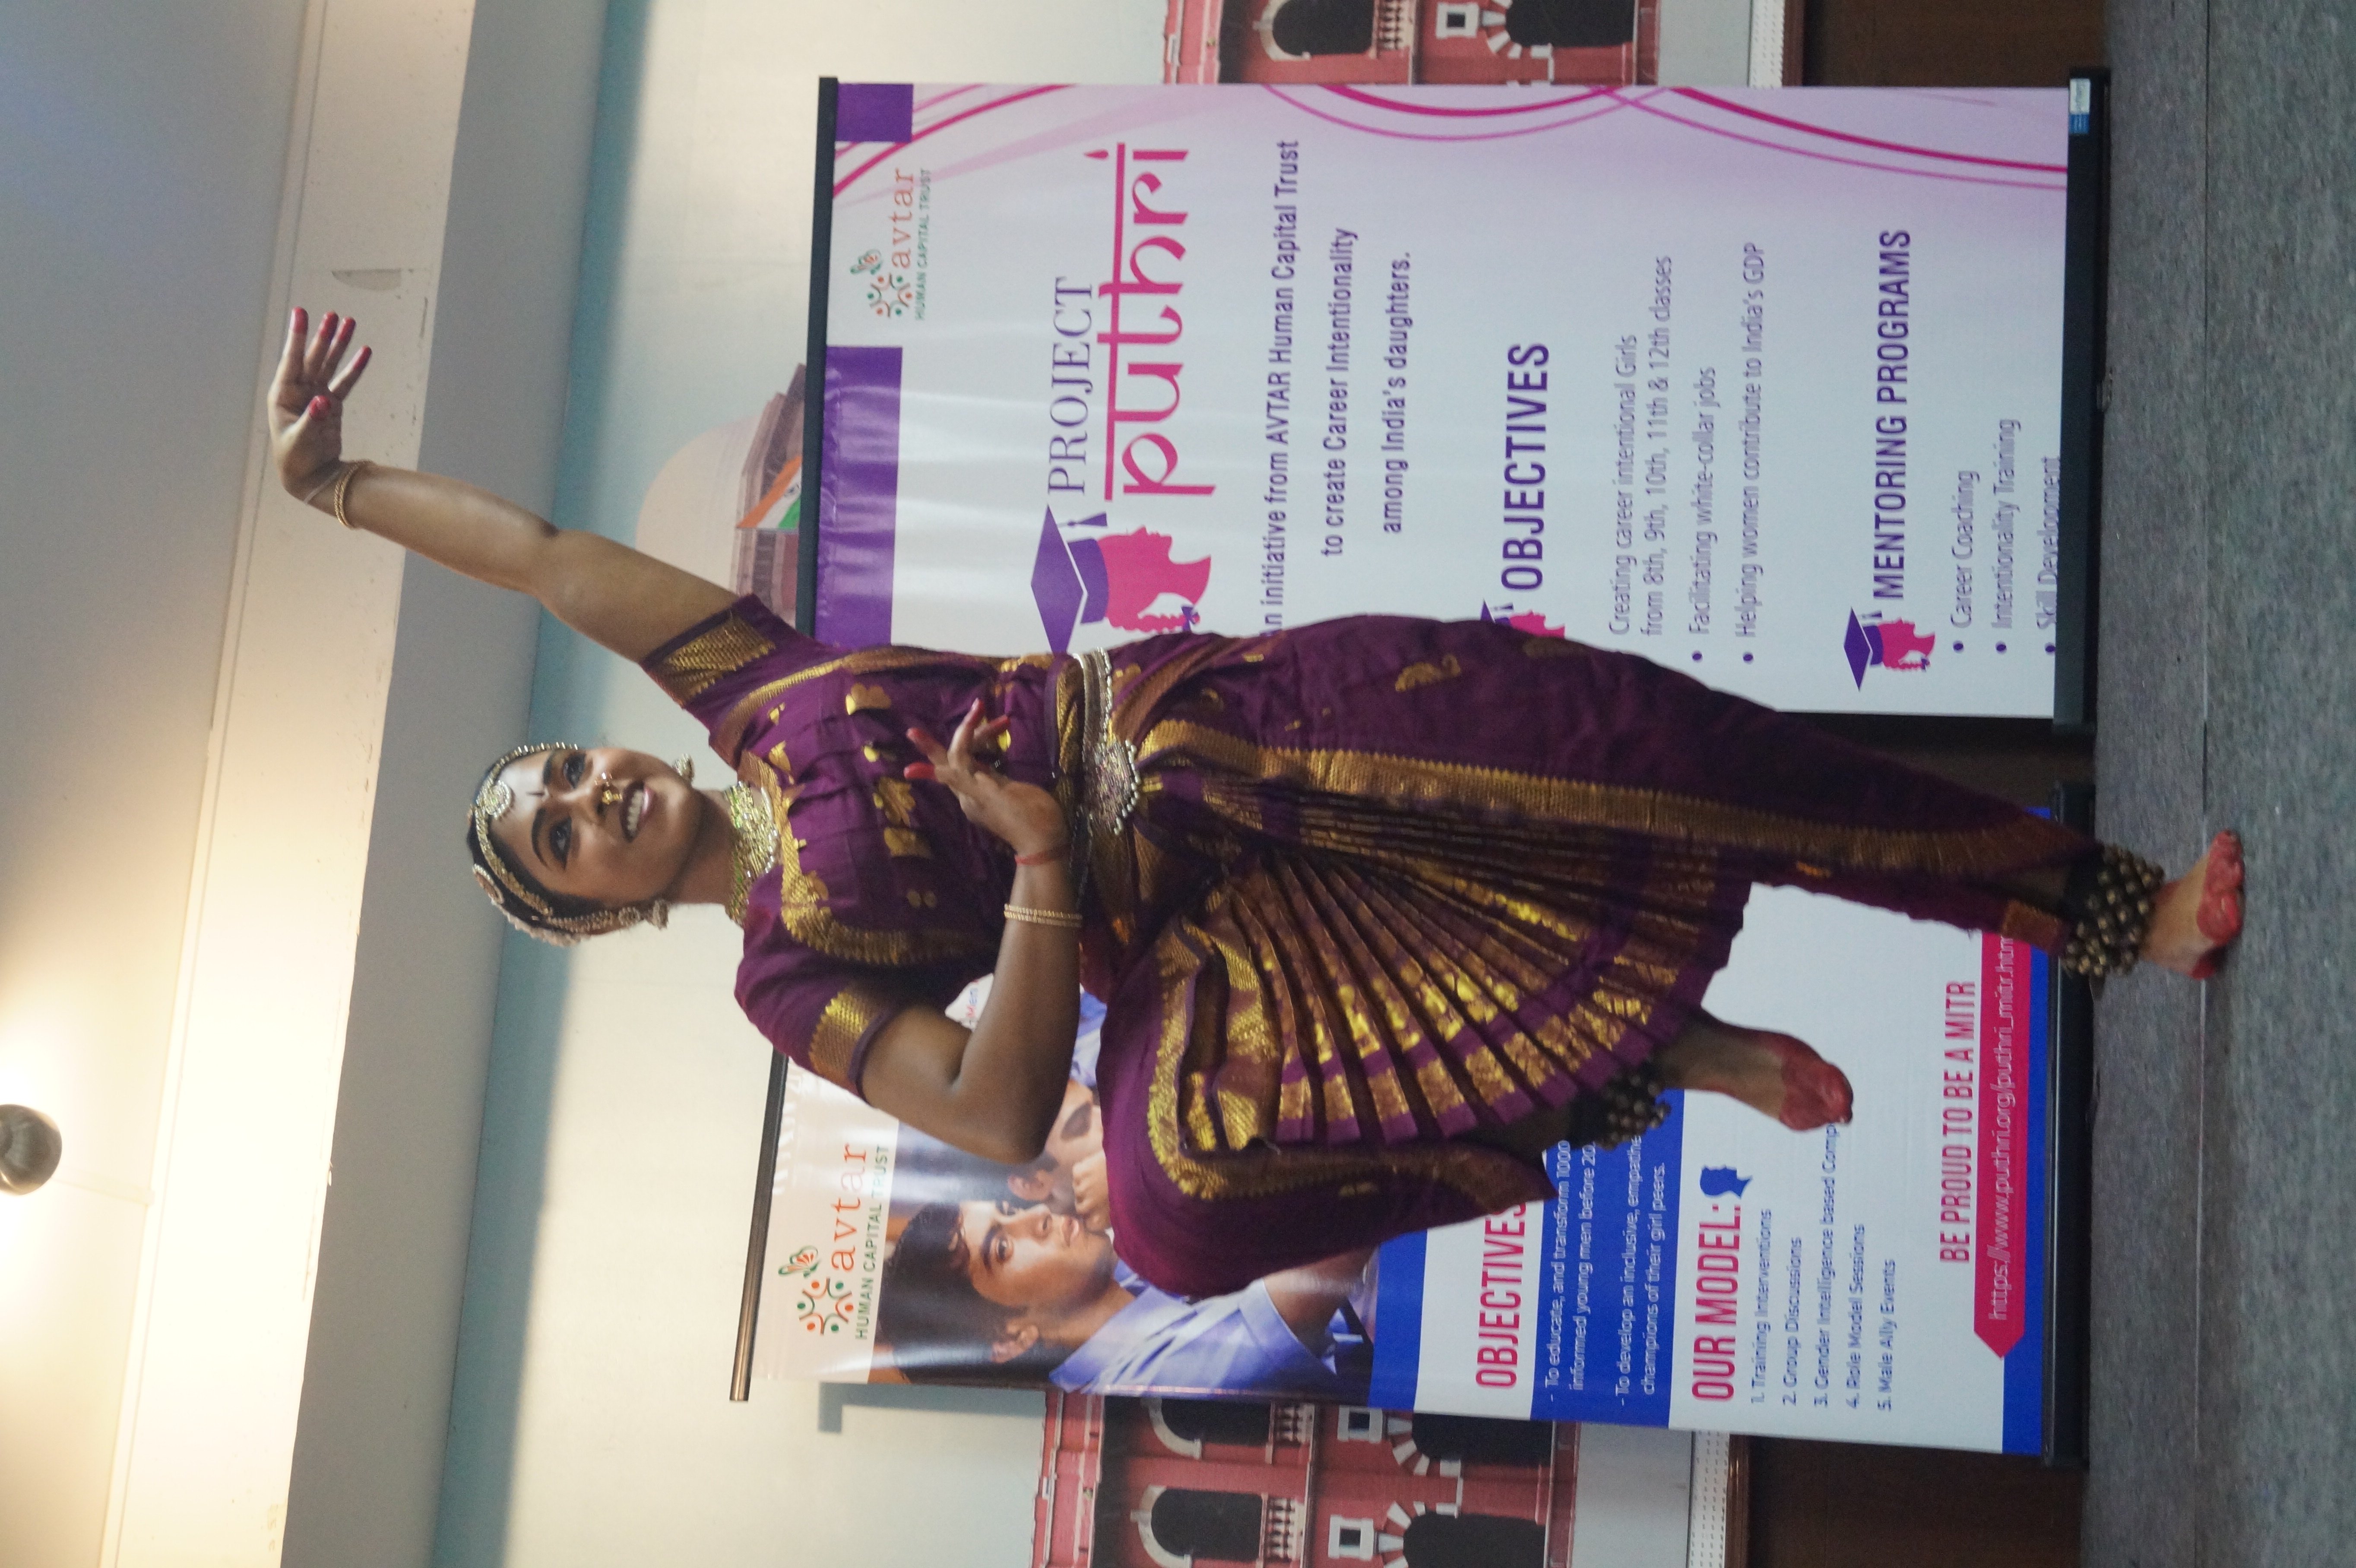 avtar
HUMAN CAPITAL TRUST
Men
OBJECTIVES
- To educate, and transform 1000
informed young men before 20
- To develop an inclusive, empathe
champions of their girl peers.
OUR MODEL:
1. Training Interventions
2. Group Discussions
3. Gender Intelligence based Comp
4. Role Model Sessions
5. Male Ally Events
BE PROUD TO BE A MITR
https://www.puthri.org/puthri_mitr.htm
avtar
HUMAN CAPITAL TRUST
PROJECT
puthri
An initiative from AVTAR Human Capital Trust
to create Career Intentionality
among India's daughters.
OBJECTIVES
Creating career intentional Girls
from 8th, 9th, 10th, 11th & 12th classes
• Facilitating white-collar jobs
• Helping women contribute to India's GDP
MENTORING PROGRAMS
• Career Coaching
• Intentionality Training
• Skill Development